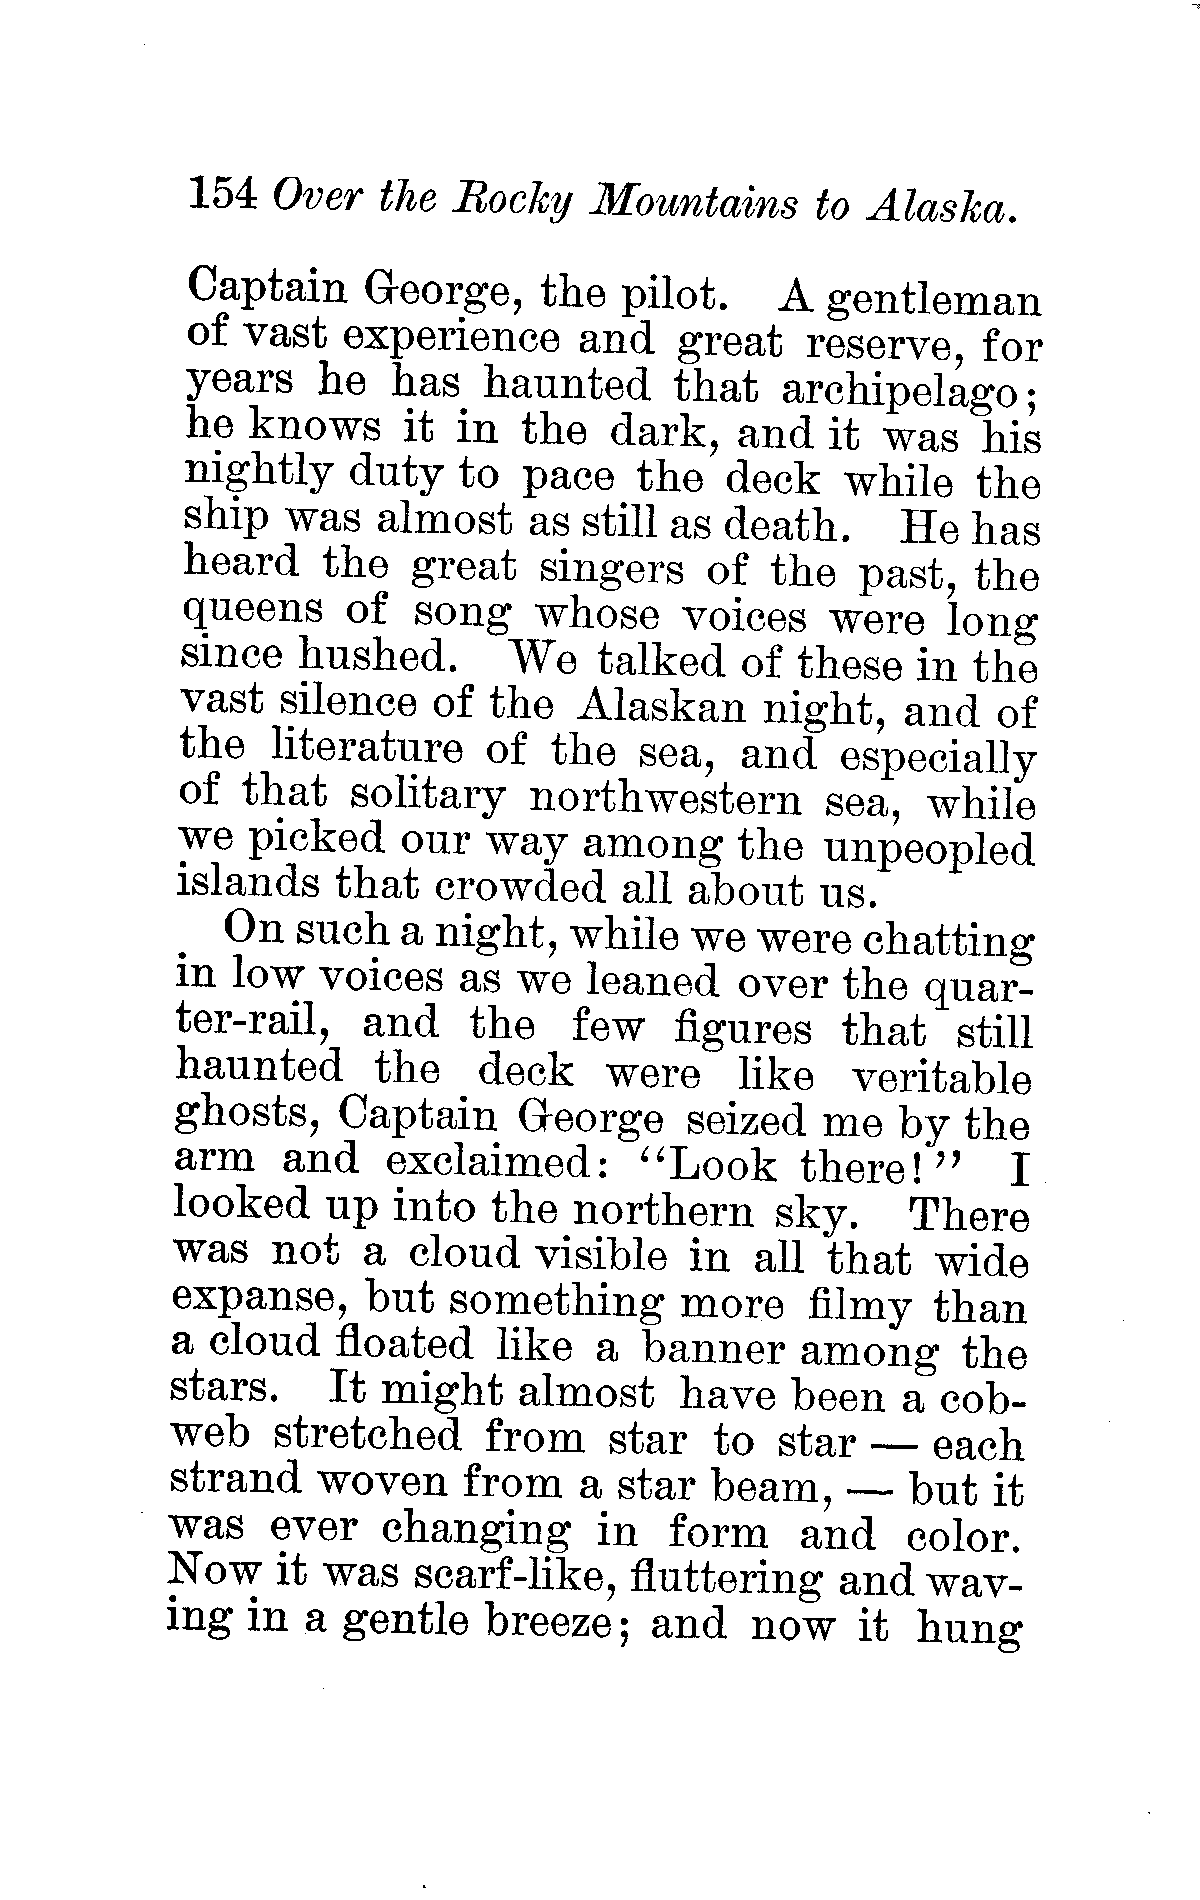 154 Over the Rocky Mountains to Alaska.
Captain George, the pilot. A gentleman
of vast experience and great reserve, for
years he has haunted that archipelago;
he knows it in the dark, and it was his
nightly duty to pace the deck while the
ship was almost as still as death. He has
heard the great singers of the past, the
queens of song whose voices were long
since hushed. We talked of these in the
vast silence of the Alaskan night, and of
the literature of the sea, and especially
of that solitary northwestern sea, while
we picked our way among the unpeopled
islands that crowded all about us.
On such a night, while we were chatting
in low voices as we leaned over the quar-
ter-rail, and the few figures that still
haunted the deck were like veritable
ghosts, Captain George seized me by the
arm and exclaimed: “Look there!” I
looked up into the northern sky. There
was not a cloud visible in all that wide
expanse, but something more filmy than
a cloud floated like a banner among the
stars. It might almost have been a cob-
web stretched from star to star — each
strand woven from a star beam, — but it
was ever changing in form and color.
Now it was scarf-like, fluttering and wav-
ing in a gentle breeze; and now it hung